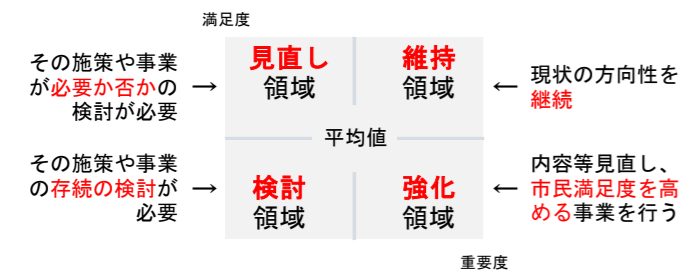 満足度
その施策や事業
が必要か否かの
検討が必要
→
見直し
領域
維持
領域
←
現状の方向性を
継続
平均値
その施策や事業
の存続の検討が
必要
→
検討
領域
強化
領域
←
内容等見直し、
市民満足度を高
める事業を行う
重要度